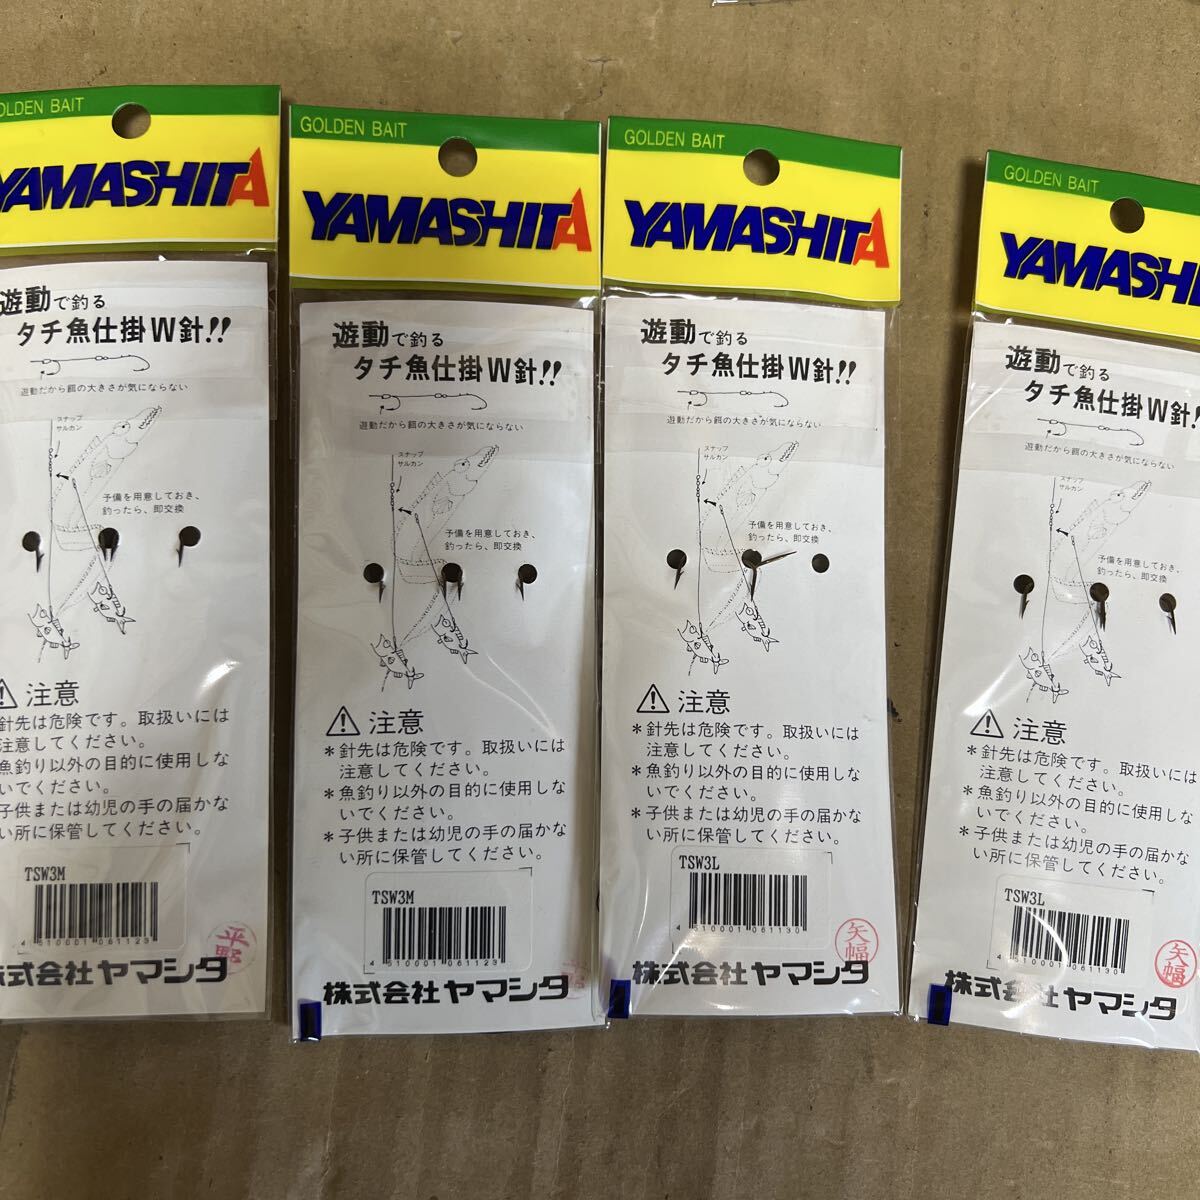 OLDEN BAIT
YAMASHITA
遊動で釣る
タチ魚仕掛W針!!
遊動だから餌の大きさが気にならない
スナップ
サルカン
予備を用意しておき、
釣ったら、即交換
注意
針先は危険です。取扱いには
注意してください。
魚釣り以外の目的に使用しな
いでください。
子供または幼児の手の届かな
い所に保管してください。
TSW3M
4 510001 061123
平野
株式会社ヤマシタ
GOLDEN BAIT
YAMASHITA
遊動で釣る
タチ魚仕掛W針!!
遊動だから餌の大きさが気にならない
スナップ
サルカン
予備を用意しておき、
釣ったら、即交換
注意
*針先は危険です。取扱いには
注意してください。
*魚釣り以外の目的に使用しな
いでください。
*子供または幼児の手の届かな
い所に保管してください。
TSW3M
4 510001 061123
株式会社ヤマシタ
GOLDEN BAIT
YAMASHITA
遊動で釣る
タチ魚仕掛W針!!
遊動だから餌の大きさが気にならない
スナップ
サルカン
予備を用意しておき、
釣ったら、即交換
注意
*針先は危険です。取扱いには
注意してください。
*魚釣り以外の目的に使用しな
いでください。
*子供または幼児の手の届かな
い所に保管してください。
TSW3L
4 510001 061130
矢幅
株式会社ヤマシタ
GOLDEN BAIT
YAMASHI
遊動で釣る
タチ魚仕掛W針!
遊動だから餌の大きさが気にならない
スナップ
サルカン
予備を用意しておき、
釣ったら、即交換
注意
*針先は危険です。取扱いには
注意してください。
*魚釣り以外の目的に使用しな
いでください。
*子供または幼児の手の届かな
い所に保管してください。
TSW3L
4 510001 061130
矢幅
株式会社ヤマシタ